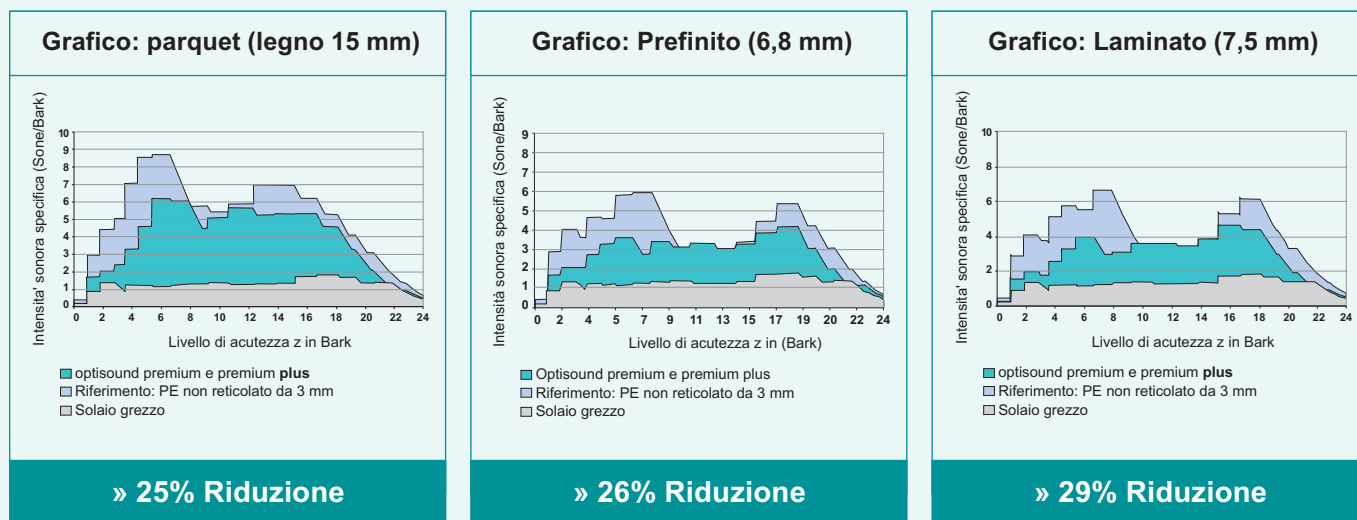 Grafico: parquet (legno 15 mm)
Intensita' sonora specifica (Sone/Bark)
10
9
8
7
6
5
4
3
2
1
0
0 2 4 6 8 10 12 14 16 18 20 22 24
Livello di acutezza z in Bark
optisound premium e premium plus
Riferimento: PE non reticolato da 3 mm
Solaio grezzo
» 25% Riduzione
Grafico: Prefinito (6,8 mm)
Intensità sonora specifica (Sone/Bark)
9
8
7
6
5
4
3
2
1
0
0 2 4 5 7 9 11 13 15 17 19 20 22 24
Livello di acutezza z in (Bark)
Optisound premium e premium plus
Riferimento: PE non reticolato da 3 mm
Solaio grezzo
» 26% Riduzione
Grafico: Laminato (7,5 mm)
Intensita' sonora specifica (Sone/Bark)
10
8
6
4
2
0
0 2 4 6 8 10 12 14 16 18 20 22 24
Livello di acutezza z in Bark
optisound premium e premium plus
Riferimento: PE non reticolato da 3 mm
Solaio grezzo
» 29% Riduzione